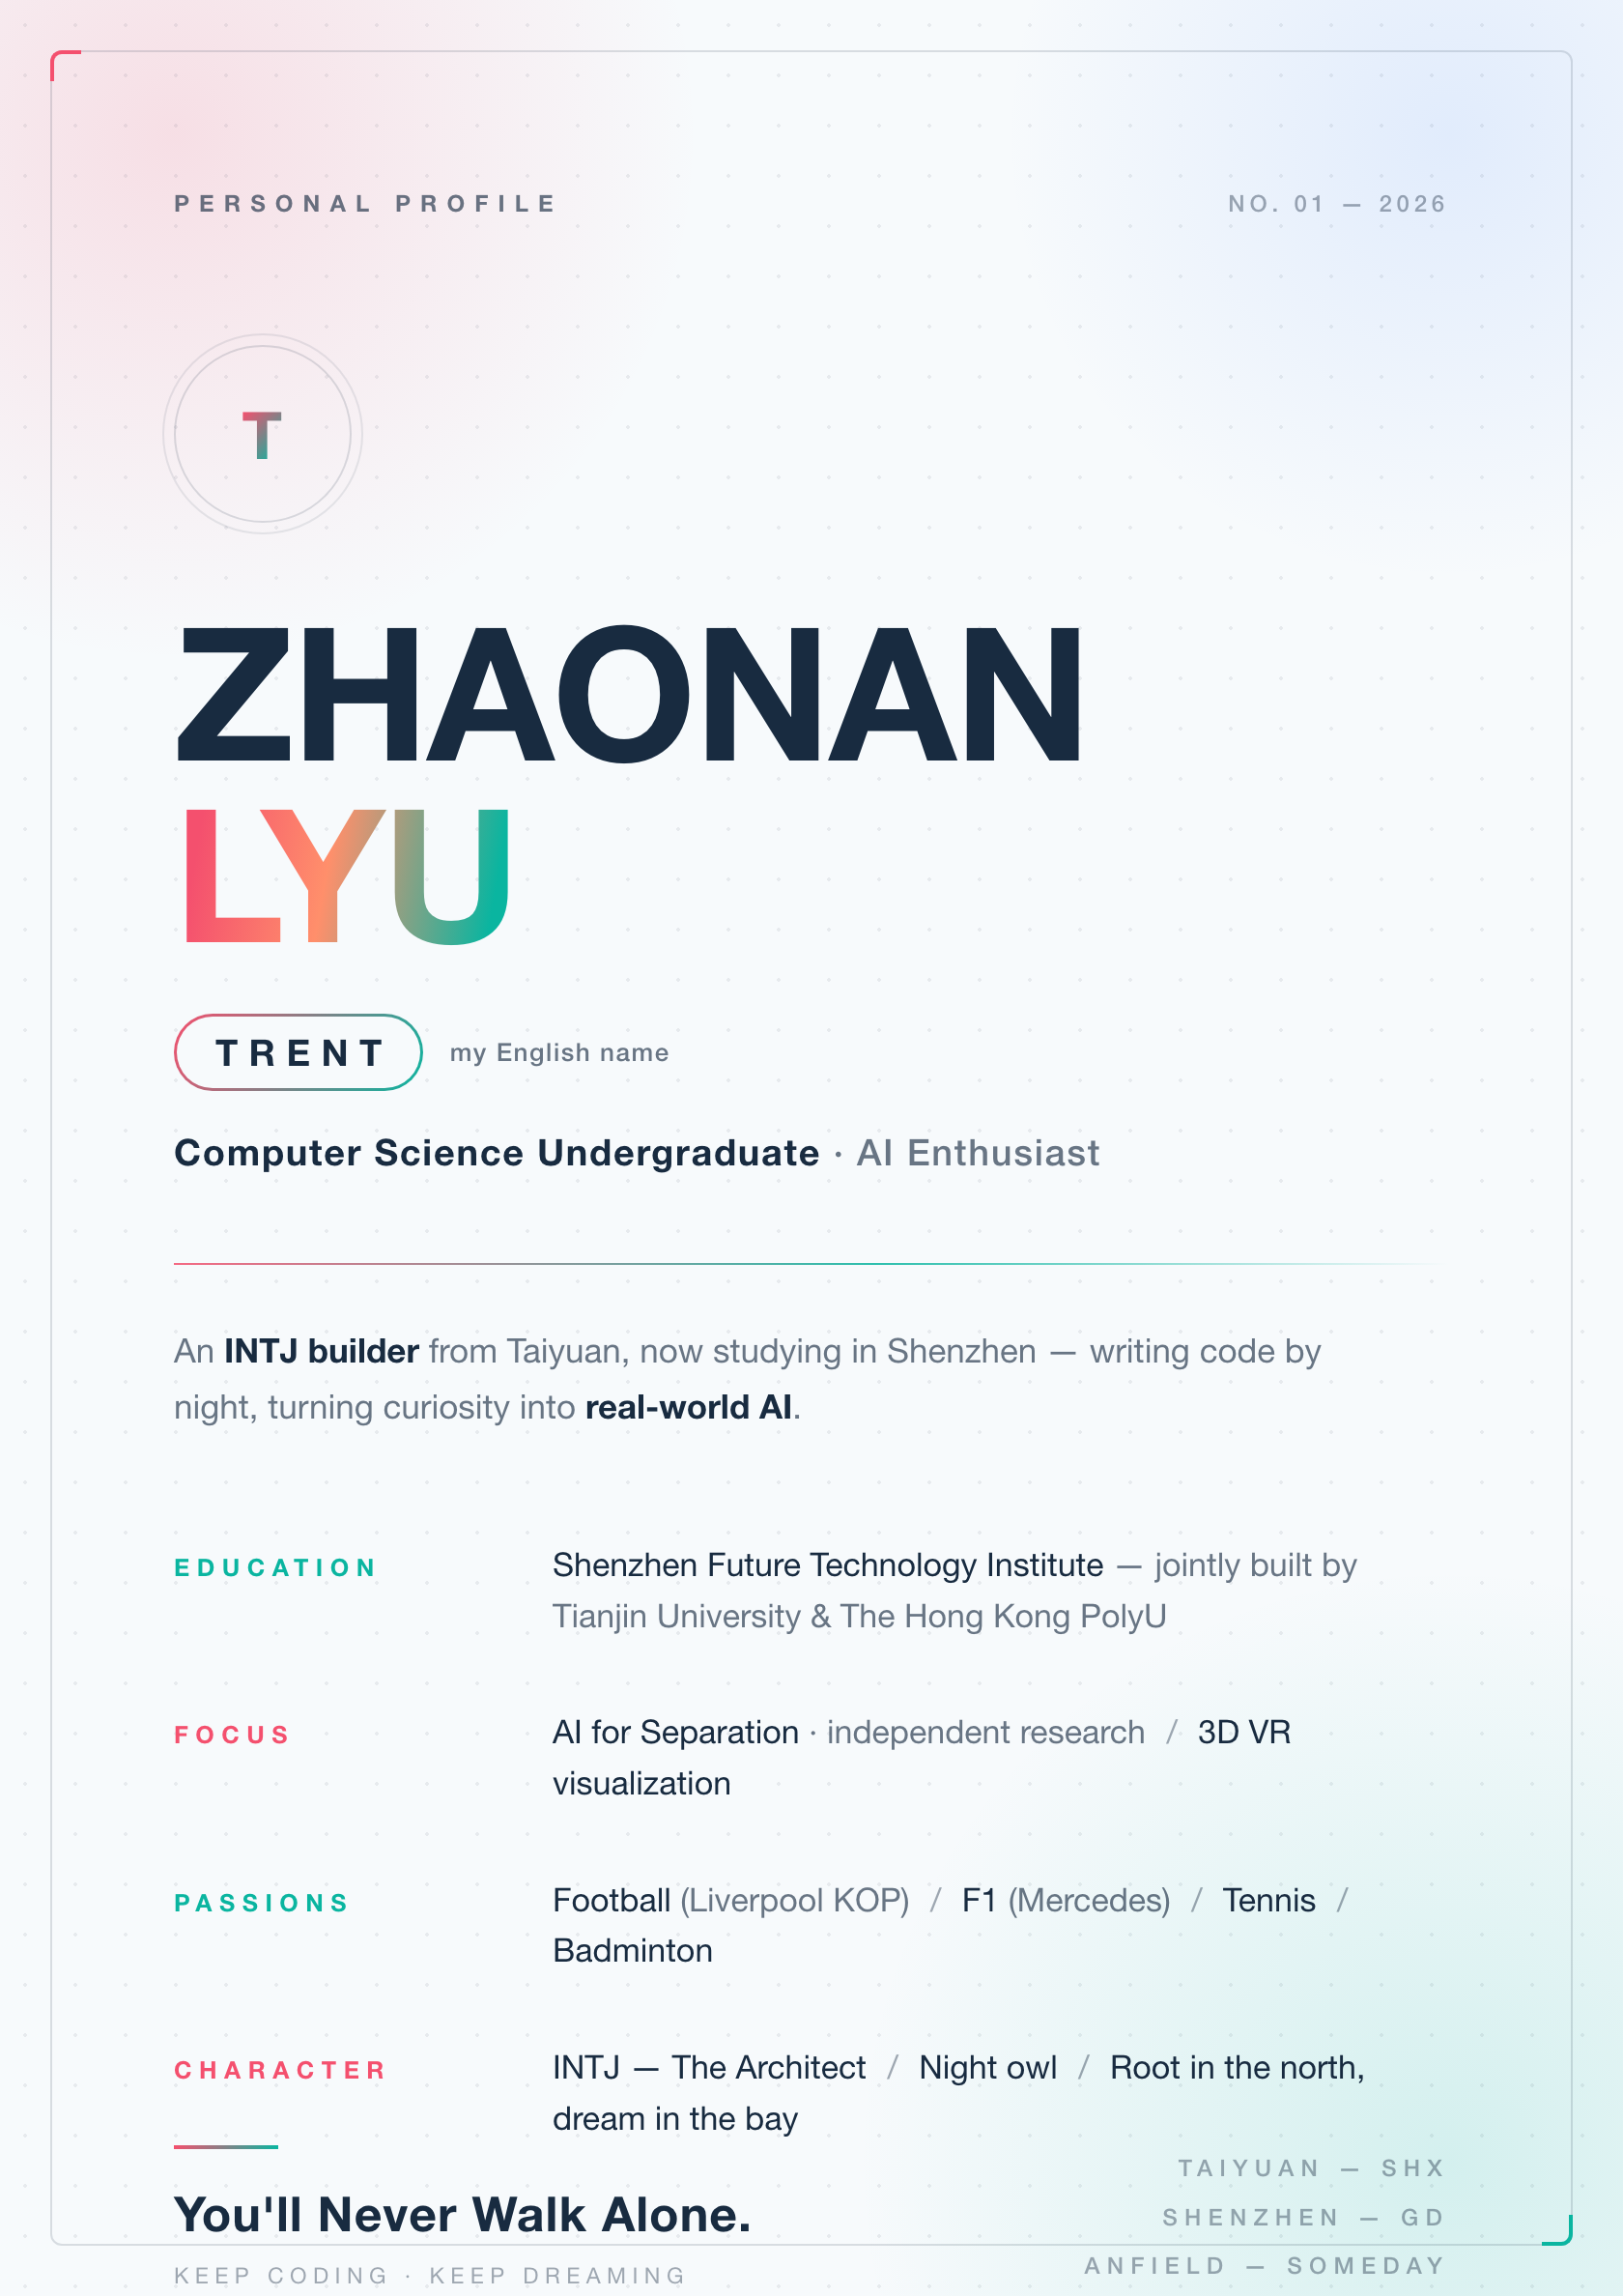 PERSONAL PROFILE
NO. 01 — 2026
T
ZHAONAN
LYU
TRENT my English name
Computer Science Undergraduate · AI Enthusiast
An INTJ builder from Taiyuan, now studying in Shenzhen — writing code by
night, turning curiosity into real-world AI.
EDUCATION
Shenzhen Future Technology Institute — jointly built by
Tianjin University & The Hong Kong PolyU
FOCUS
AI for Separation · independent research / 3D VR
visualization
PASSIONS
Football (Liverpool KOP) / F1 (Mercedes) / Tennis /
Badminton
CHARACTER
INTJ — The Architect / Night owl / Root in the north,
dream in the bay
You'll Never Walk Alone.
KEEP CODING · KEEP DREAMING
TAIYUAN — SHX
SHENZHEN — GD
ANFIELD — SOMEDAY